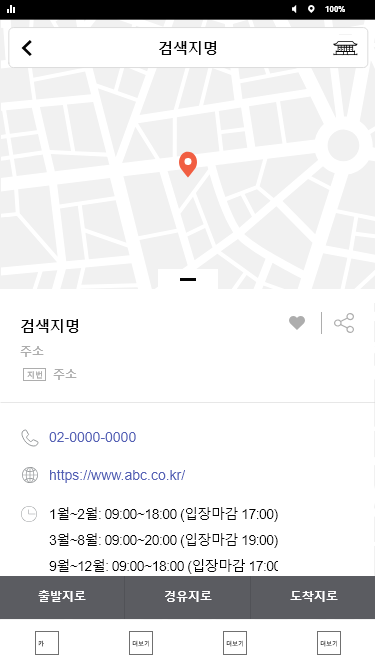 100%
검색지명
검색지명
주소
지번 주소
02-0000-0000
https://www.abc.co.kr/
1월~2월: 09:00~18:00 (입장마감 17:00)
3월~8월: 09:00~20:00 (입장마감 19:00)
9월~12월: 09:00~18:00 (입장마감 17:00
출발지로 경유지로 도착지로
카 더보기 더보기 더보기